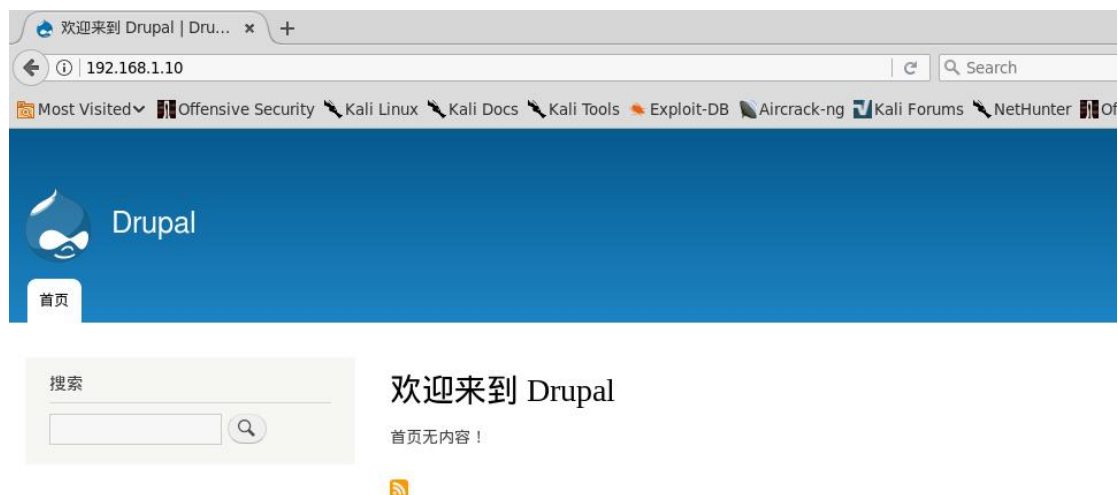 欢迎来到 Drupal | Dru...
192.168.1.10
Search
Most Visited Offensive Security Kali Linux Kali Docs Kali Tools Exploit-DB Aircrack-ng Kali Forums NetHunter Of
Drupal
首页
搜索
欢迎来到 Drupal
首页无内容！